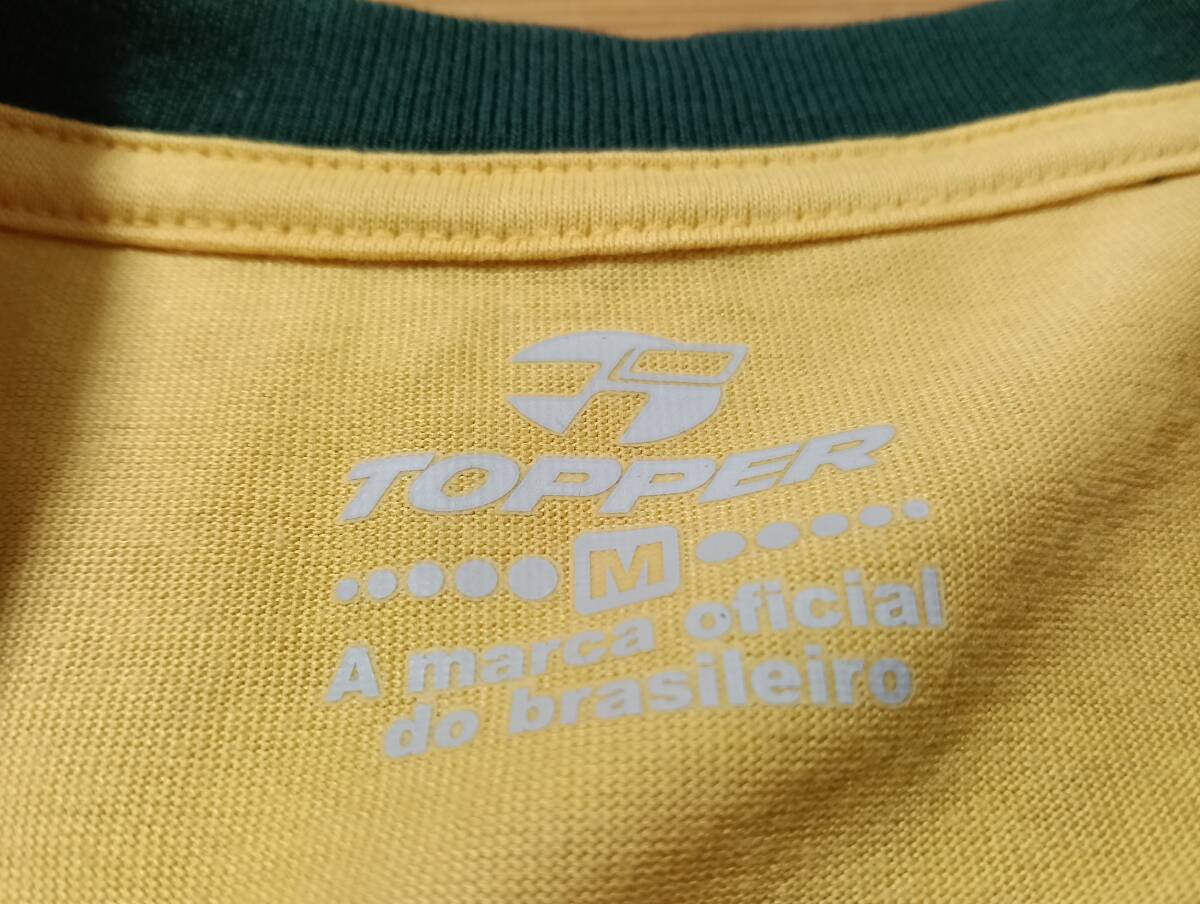 TOPPER
M
A marca oficial
do brasileiro